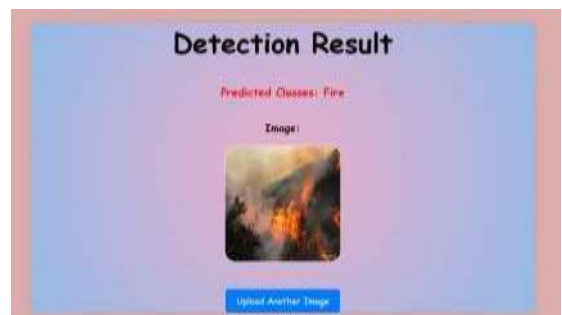 Detection Result
Predicted Classes: Fire
Image:
Upload Another Image